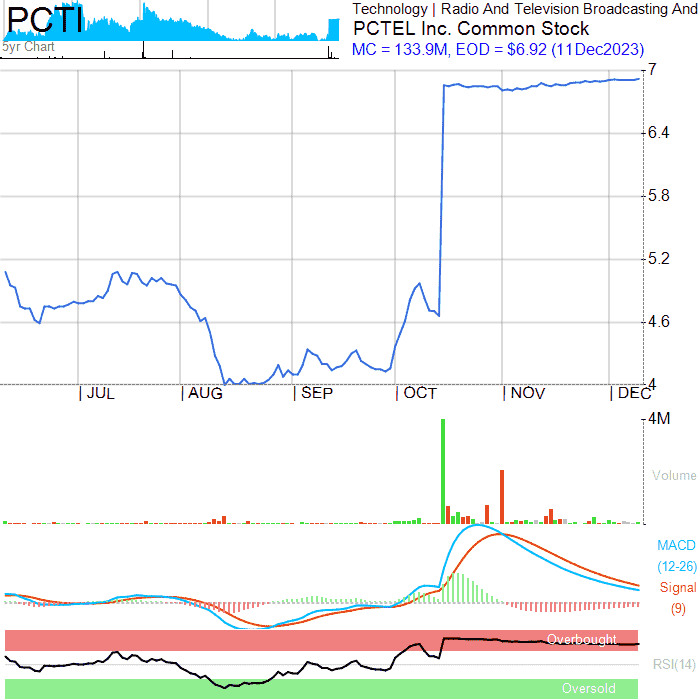 PCTI
5yr Chart
Technology | Radio And Television Broadcasting And
PCTEL Inc. Common Stock
MC = 133.9M, EOD = $6.92 (11Dec2023)
7
6.4
5.8
5.2
4.6
4
| JUL | AUG | SEP | OCT | NOV | DEC
4M
Volume
MACD
(12-26)
Signal
(9)
Overbought
RSI(14)
Oversold